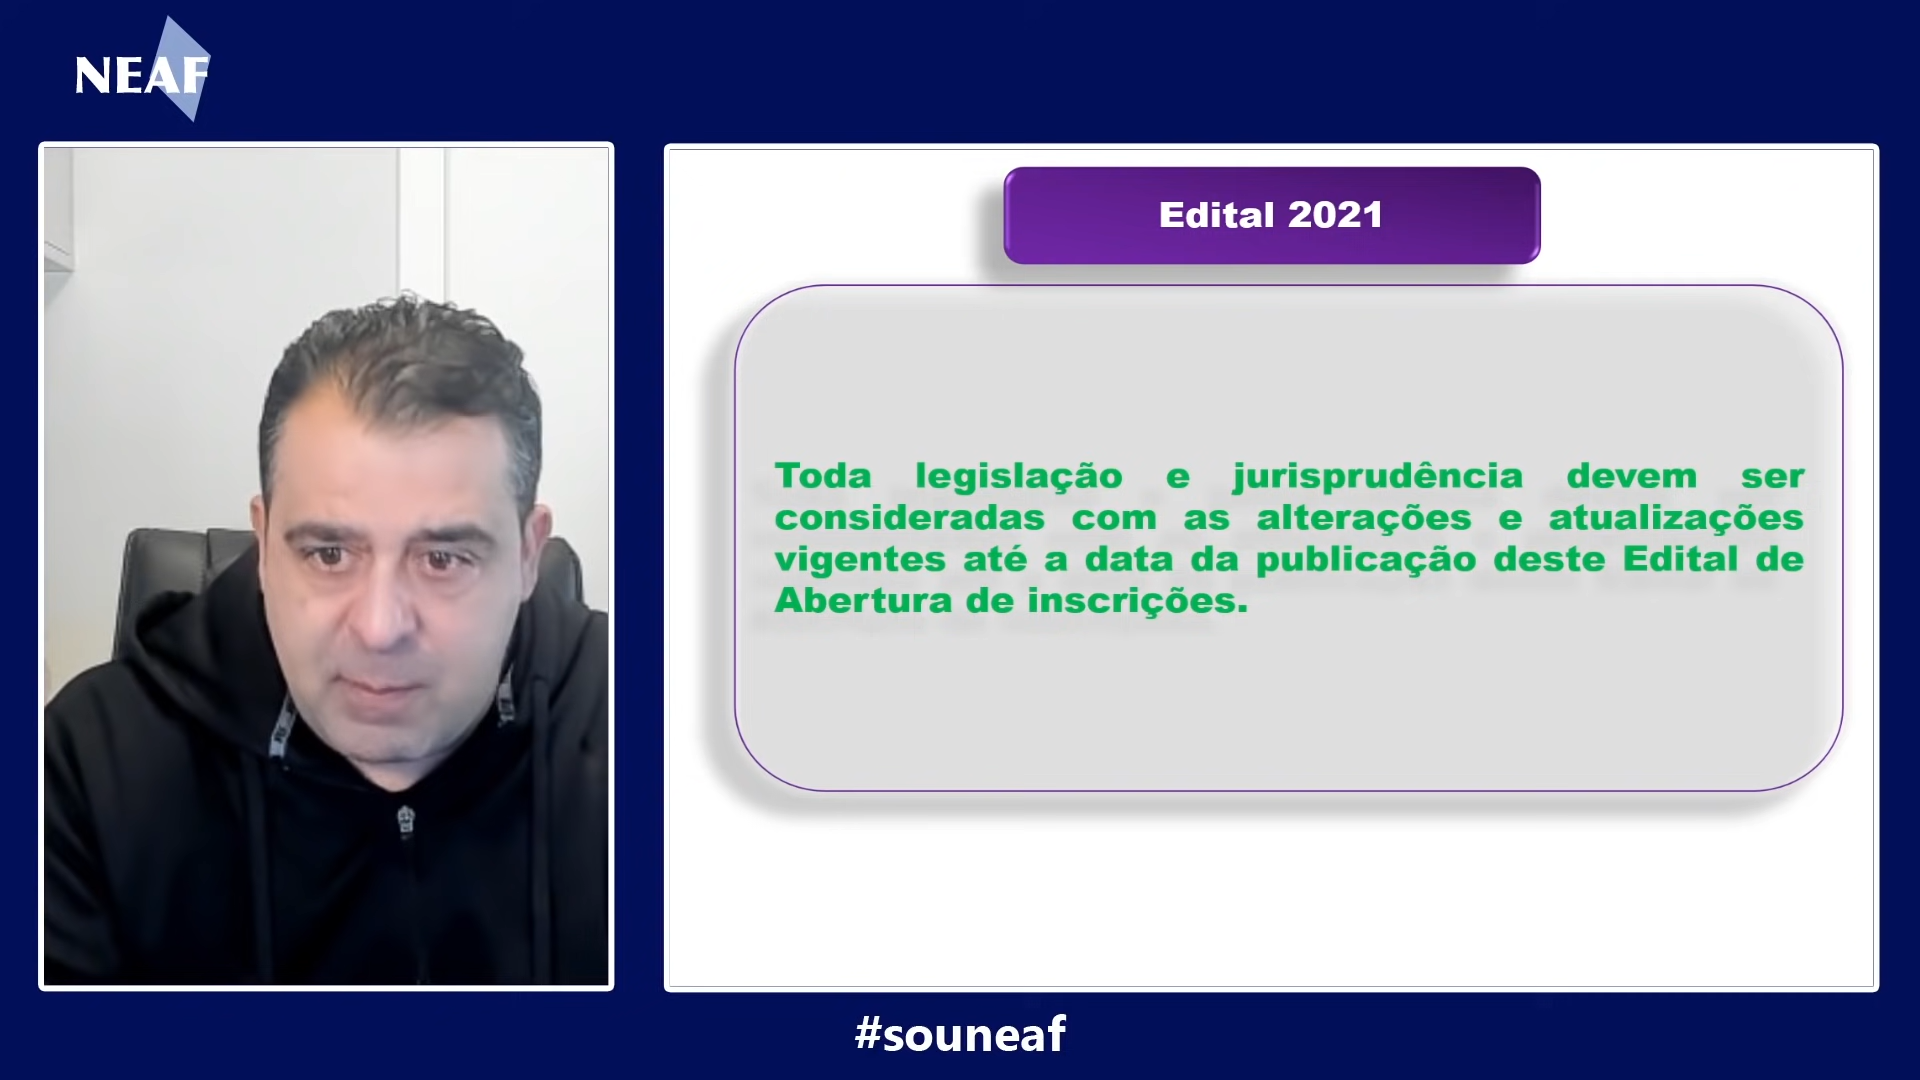 NEAF
Edital 2021
Toda legislação e jurisprudência devem ser
consideradas com as alterações e atualizações
vigentes até a data da publicação deste Edital de
Abertura de inscrições.
#souneaf